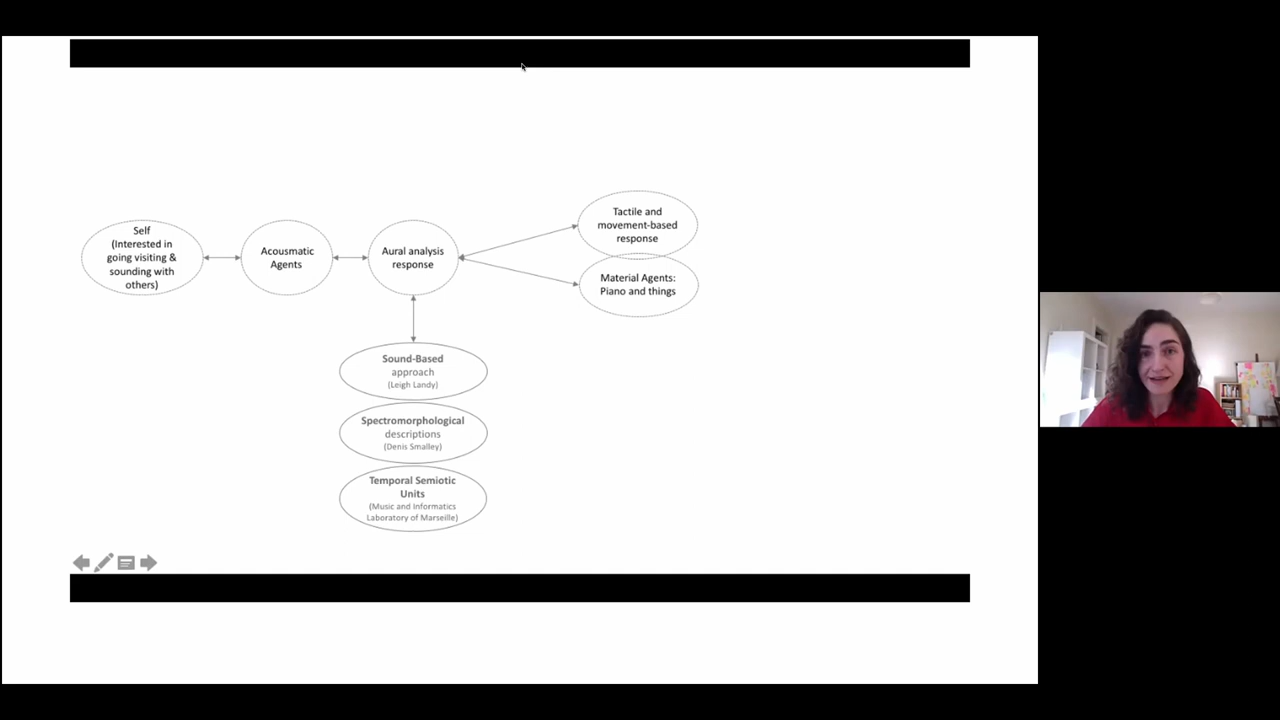 Self
(Interested in
going visiting &
sounding with
others)
Acousmatic
Agents
Aural analysis
response
Tactile and
movement-based
response
Material Agents:
Piano and things
Sound-Based
approach
(Leigh Landy)
Spectromorphological
descriptions
(Denis Smalley)
Temporal Semiotic
Units
(Music and Informatics
Laboratory of Marseille)